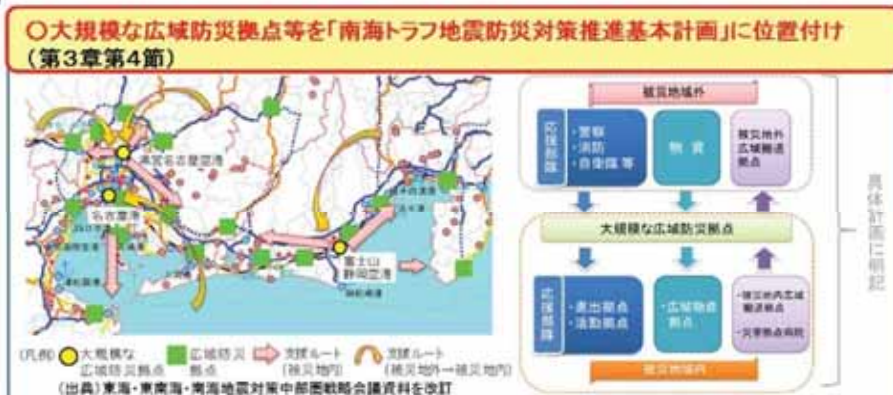 ○大規模な広域防災拠点等を「南海トラフ地震防災対策推進基本計画」に位置付け
(第3章第4節)
県営名古屋空港
名古屋港
富士山
静岡空港
(凡例)
大規模な
広域防災拠点
広域防災
拠点
支援ルート
(被災地内)
支援ルート
(被災地外→被災地内)
(出典)東海・東南海・南海地震対策中部圏戦略会議資料を改訂
被災地域外
応援部隊
・警察
・消防
・自衛隊 等
物 資
被災地外
広域搬送
拠点
大規模な広域防災拠点
応援部隊
・進出拠点
・活動拠点
・広域物資
拠点
・被災地内広域
搬送拠点
・災害拠点病院
被災地域内
具体計画に明記